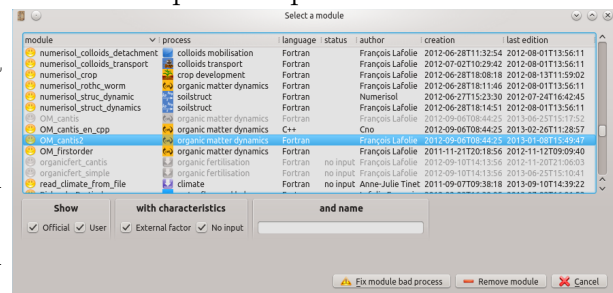 Select a module
module process language status author creation last edition
numerisol_colloids_detachment colloids mobilisation Fortran François Lafolie 2012-06-28T11:32:54 2012-08-01T13:56:11
numerisol_colloids_transport colloids transport Fortran François Lafolie 2012-07-02T10:29:42 2012-08-01T13:56:11
numerisol_crop crop development Fortran François Lafolie 2012-06-28T18:08:18 2012-08-13T11:59:02
numerisol_rothc_worm organic matter dynamics Fortran François Lafolie 2012-06-28T18:11:46 2012-08-01T13:56:11
numerisol_struc_dynamic soilstruct Fortran Numerisol 2012-06-27T15:23:30 2012-07-24T16:42:45
numerisol_struct_dynamics soilstruct Fortran François Lafolie 2012-06-28T18:14:51 2012-08-01T13:56:11
OM_cantis organic matter dynamics Fortran François Lafolie 2012-09-06T08:44:25 2013-06-25T15:17:52
OM_cantis_en_cpp organic matter dynamics C++ Cno 2012-09-06T08:44:25 2013-02-26T11:28:57
OM_cantis2 organic matter dynamics Fortran François Lafolie 2012-09-06T08:44:25 2013-01-08T15:49:47
OM_firstorder organic matter dynamics Fortran François Lafolie 2011-11-21T20:18:56 2012-11-12T09:09:40
organicfert_cantis organic fertilisation Fortran no input François Lafolie 2012-09-10T14:13:56 2012-11-20T21:06:03
organicfert_simple organic fertilisation Fortran no input François Lafolie 2012-09-10T14:13:56 2013-06-25T15:10:41
read_climate_from_file climate Fortran no input Anne-Julie Tinet 2011-09-07T09:38:18 2013-09-10T14:39:22
Show with characteristics and name
Official User External factor No input
Fix module bad process Remove module Cancel